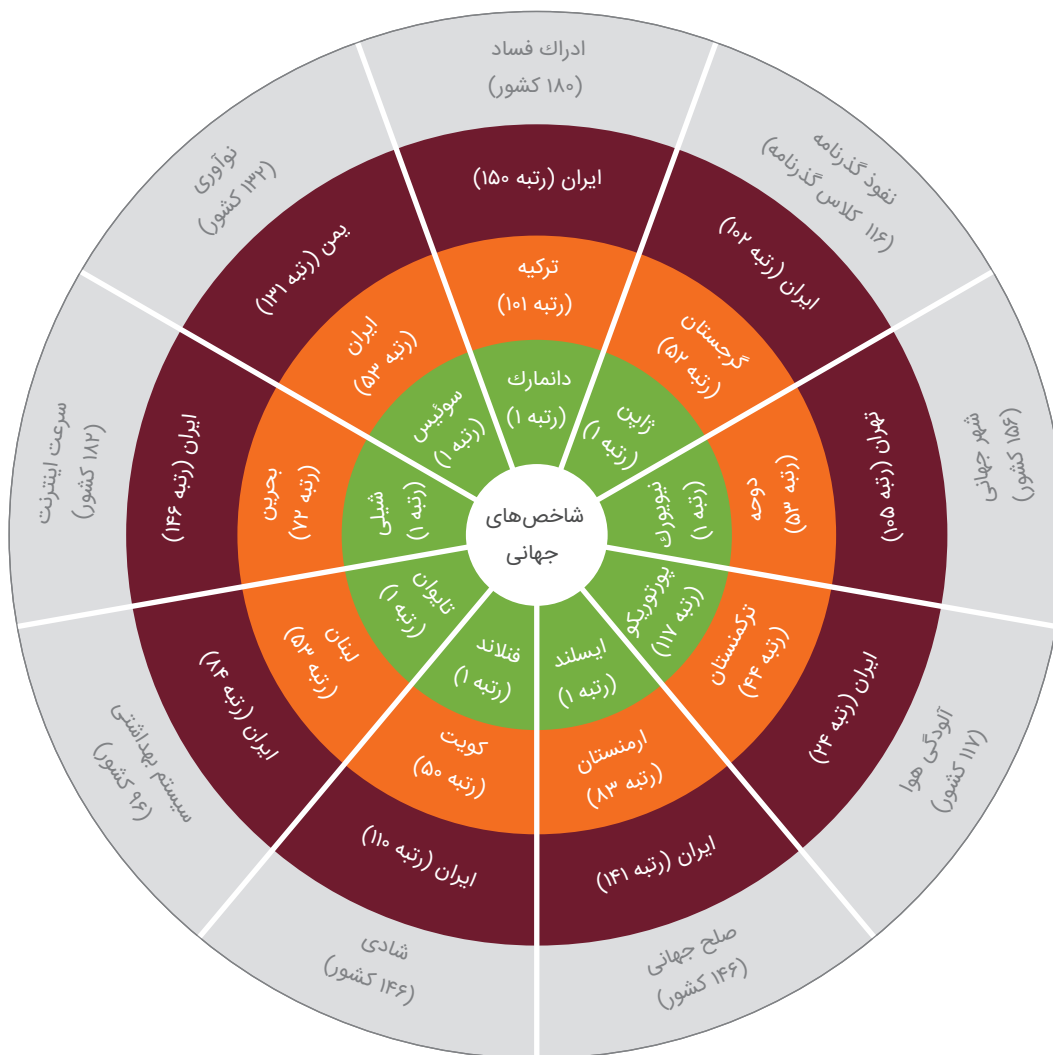 شاخص‌های
جهانی
ادراك فساد
(۱۸۰ کشور)
ایران (رتبه ۱۵۰)
ترکیه
(رتبه ۱۰۱)
دانمارك
(رتبه ۱)
نفوذ گذرنامه
(۱۱۶ کلاس گذرنامه)
ایران (رتبه ۱۰۲)
گرجستان
(رتبه ۵۲)
ژاپن
(رتبه ۱)
شهر جهانی
(۱۵۶ کشور)
تهران (رتبه ۱۰۵)
دوحه
(رتبه ۵۳)
نیویورك
(رتبه ۱)
آلودگی هوا
(۱۱۷ کشور)
ایران (رتبه ۲۴)
ترکمنستان
(رتبه ۴۴)
پورتوریکو
(رتبه ۱۱۷)
صلح جهانی
(۱۴۶ کشور)
ایران (رتبه ۱۴۱)
ارمنستان
(رتبه ۸۳)
ایسلند
(رتبه ۱)
شادی
(۱۴۶ کشور)
ایران (رتبه ۱۱۰)
کویت
(رتبه ۵۰)
فنلاند
(رتبه ۱)
سیستم بهداشتی
(۹۶ کشور)
ایران (رتبه ۸۴)
لبنان
(رتبه ۵۳)
تایوان
(رتبه ۱)
سرعت اینترنت
(۱۸۲ کشور)
ایران (رتبه ۱۴۶)
بحرین
(رتبه ۷۲)
شیلی
(رتبه ۱)
نوآوری
(۱۳۲ کشور)
یمن (رتبه ۱۳۱)
ایران
(رتبه ۵۳)
سوئیس
(رتبه ۱)